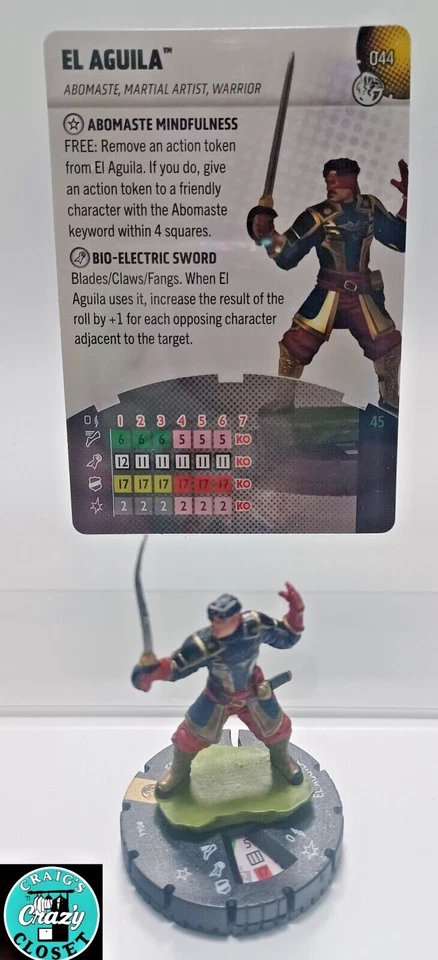 EL AGUILA™
044
ABOMASTE, MARTIAL ARTIST, WARRIOR
ABOMASTE MINDFULNESS
FREE: Remove an action token
from El Aguila. If you do, give
an action token to a friendly
character with the Abomaste
keyword within 4 squares.
BIO-ELECTRIC SWORD
Blades/Claws/Fangs. When El
Aguila uses it, increase the result of the
roll by +1 for each opposing character
adjacent to the target.
45
1 2 3 4 5 6 7
6 6 6 5 5 5 KO
12 11 11 11 11 11 KO
17 17 17 17 17 17 KO
2 2 2 2 2 2 KO
#044
5
11
17
CRAIG'S
Crazy
CLOSET